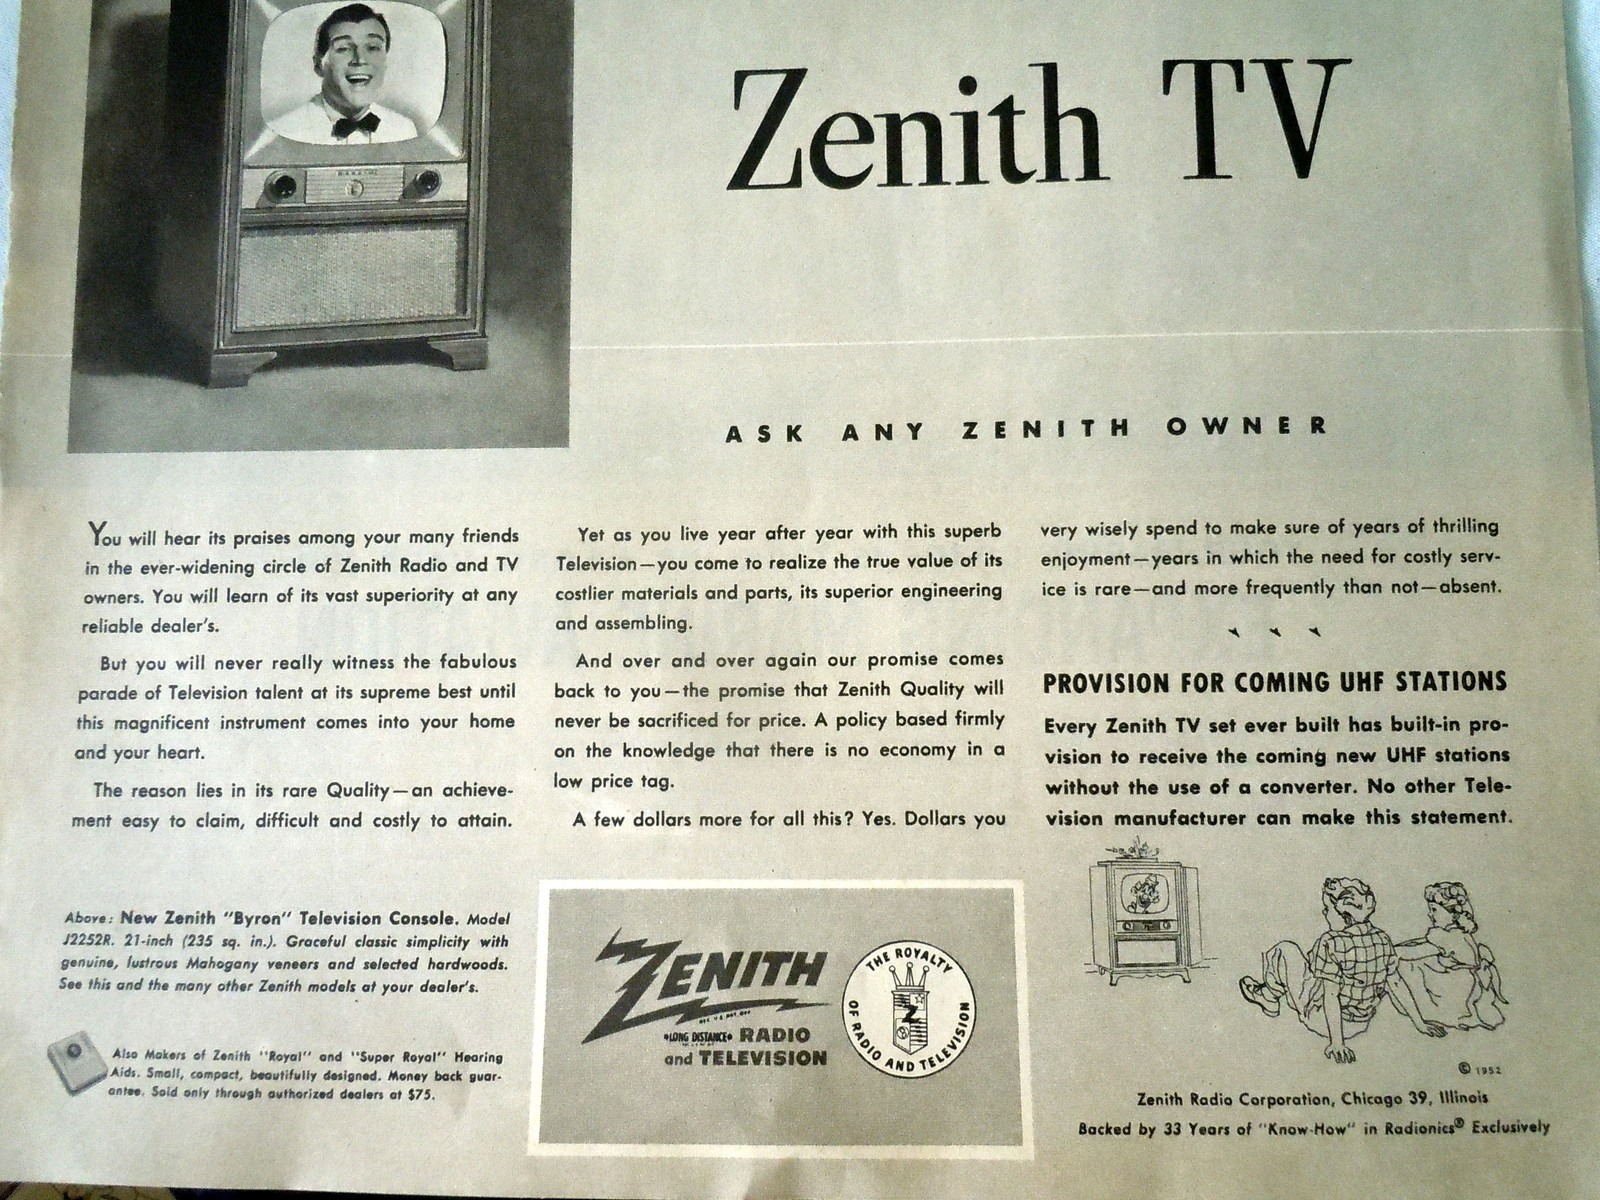 Zenith TV
ASK ANY ZENITH OWNER
You will hear its praises among your many friends
in the ever-widening circle of Zenith Radio and TV
owners. You will learn of its vast superiority at any
reliable dealer's.
But you will never really witness the fabulous
parade of Television talent at its supreme best until
this magnificent instrument comes into your home
and your heart.
The reason lies in its rare Quality—an achieve-
ment easy to claim, difficult and costly to attain.
Yet as you live year after year with this superb
Television—you come to realize the true value of its
costlier materials and parts, its superior engineering
and assembling.
And over and over again our promise comes
back to you—the promise that Zenith Quality will
never be sacrificed for price. A policy based firmly
on the knowledge that there is no economy in a
low price tag.
A few dollars more for all this? Yes. Dollars you
very wisely spend to make sure of years of thrilling
enjoyment—years in which the need for costly serv-
ice is rare—and more frequently than not—absent.
PROVISION FOR COMING UHF STATIONS
Every Zenith TV set ever built has built-in pro-
vision to receive the coming new UHF stations
without the use of a converter. No other Tele-
vision manufacturer can make this statement.
Above: New Zenith "Byron" Television Console. Model
J2252R. 21-inch (235 sq. in.). Graceful classic simplicity with
genuine, lustrous Mahogany veneers and selected hardwoods.
See this and the many other Zenith models at your dealer's.
Also Makers of Zenith "Royal" and "Super Royal" Hearing
Aids. Small, compact, beautifully designed. Money back guar-
antee. Sold only through authorized dealers at $75.
ZENITH
REG. U.S. PAT. OFF.
•LONG DISTANCE• RADIO
and TELEVISION
THE ROYALTY
OF RADIO AND TELEVISION
Z
© 1952
Zenith Radio Corporation, Chicago 39, Illinois
Backed by 33 Years of "Know-How" in Radionics® Exclusively